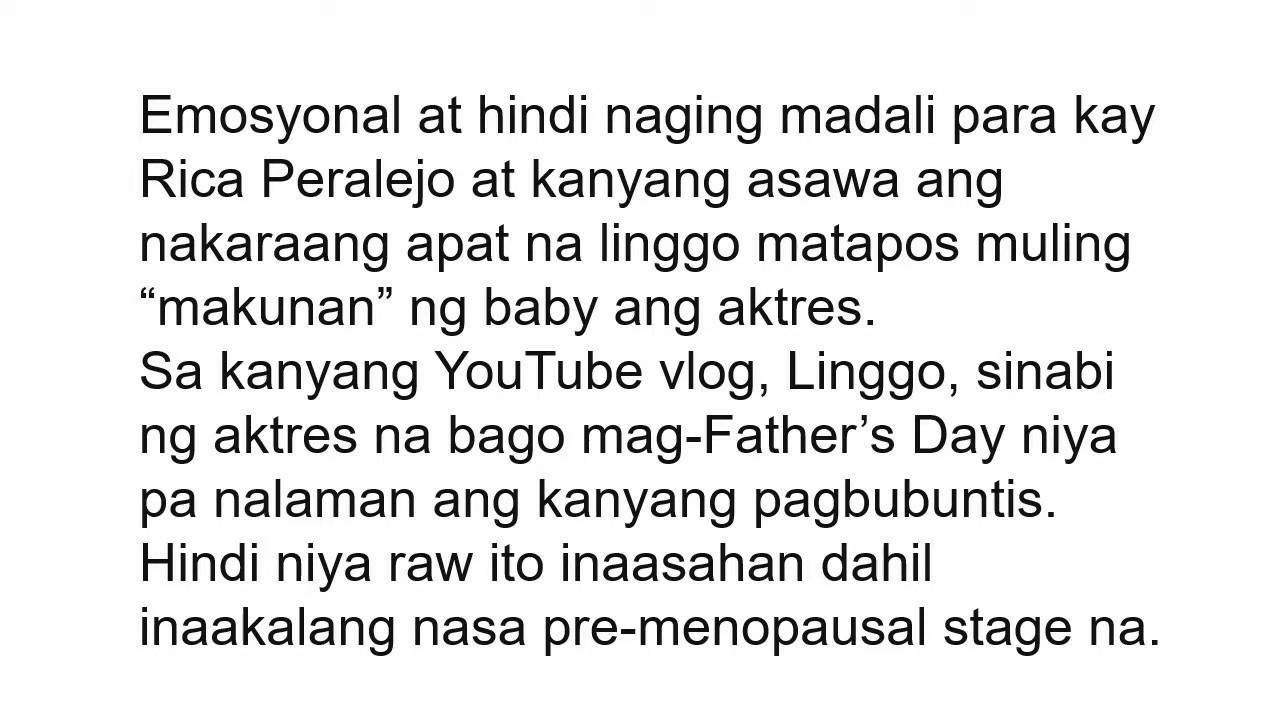 Emosyonal at hindi naging madali para kay
Rica Peralejo at kanyang asawa ang
nakaraang apat na linggo matapos muling
“makunan” ng baby ang aktres.
Sa kanyang YouTube vlog, Linggo, sinabi
ng aktres na bago mag-Father’s Day niya
pa nalaman ang kanyang pagbubuntis.
Hindi niya raw ito inaasahan dahil
inaakalang nasa pre-menopausal stage na.